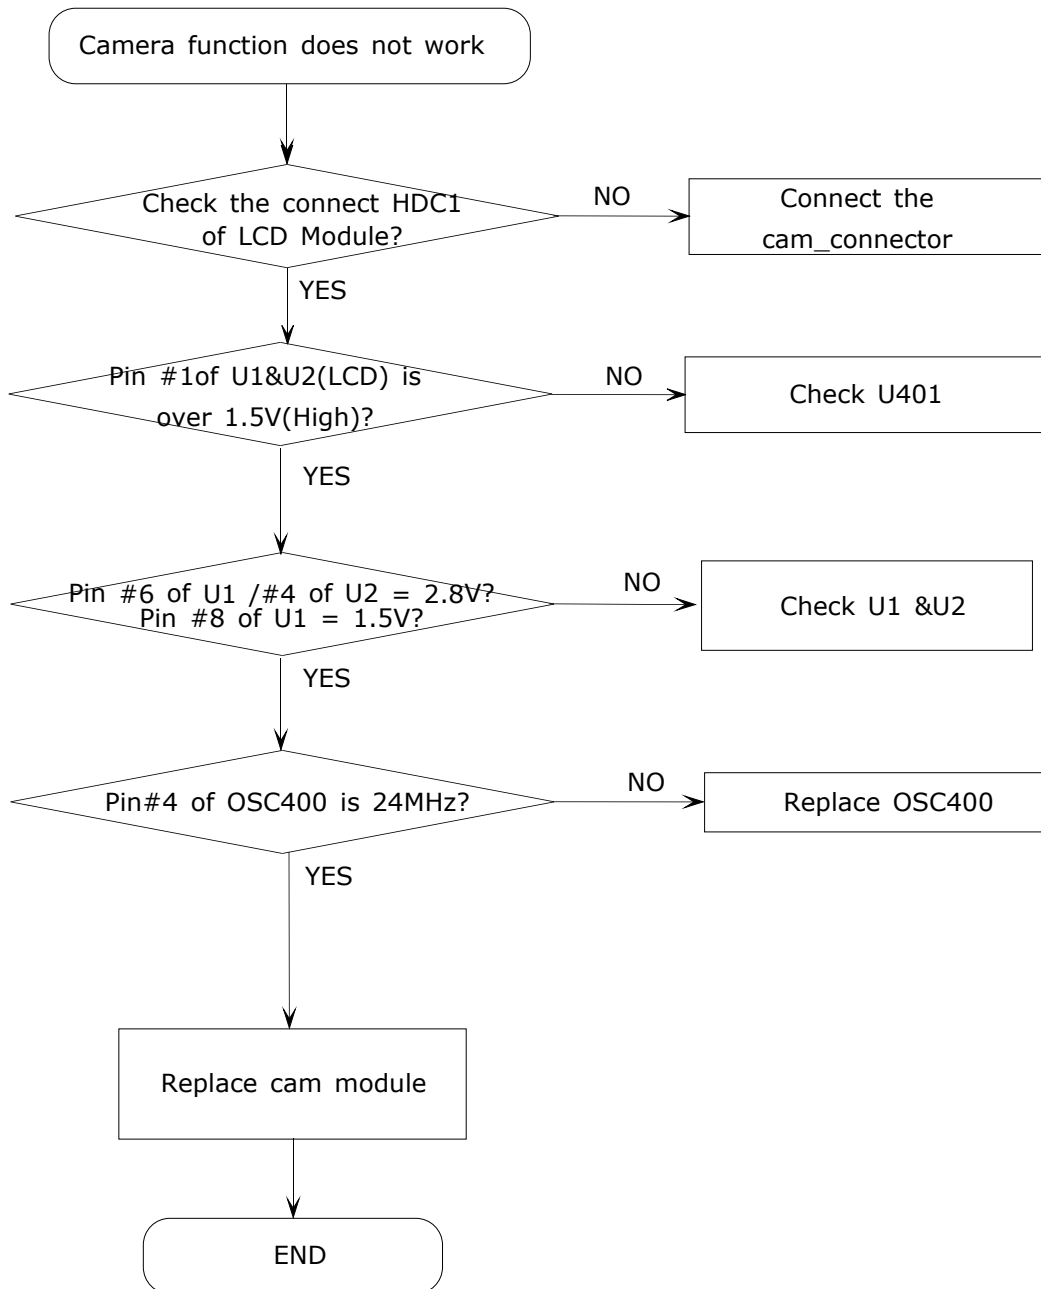 Camera function does not work
Check the connect HDC1
of LCD Module?
NO
Connect the
cam_connector
YES
Pin #1of U1&U2(LCD) is
over 1.5V(High)?
NO
Check U401
YES
Pin #6 of U1 /#4 of U2 = 2.8V?
Pin #8 of U1 = 1.5V?
NO
Check U1 &U2
YES
Pin#4 of OSC400 is 24MHz?
NO
Replace OSC400
YES
Replace cam module
END